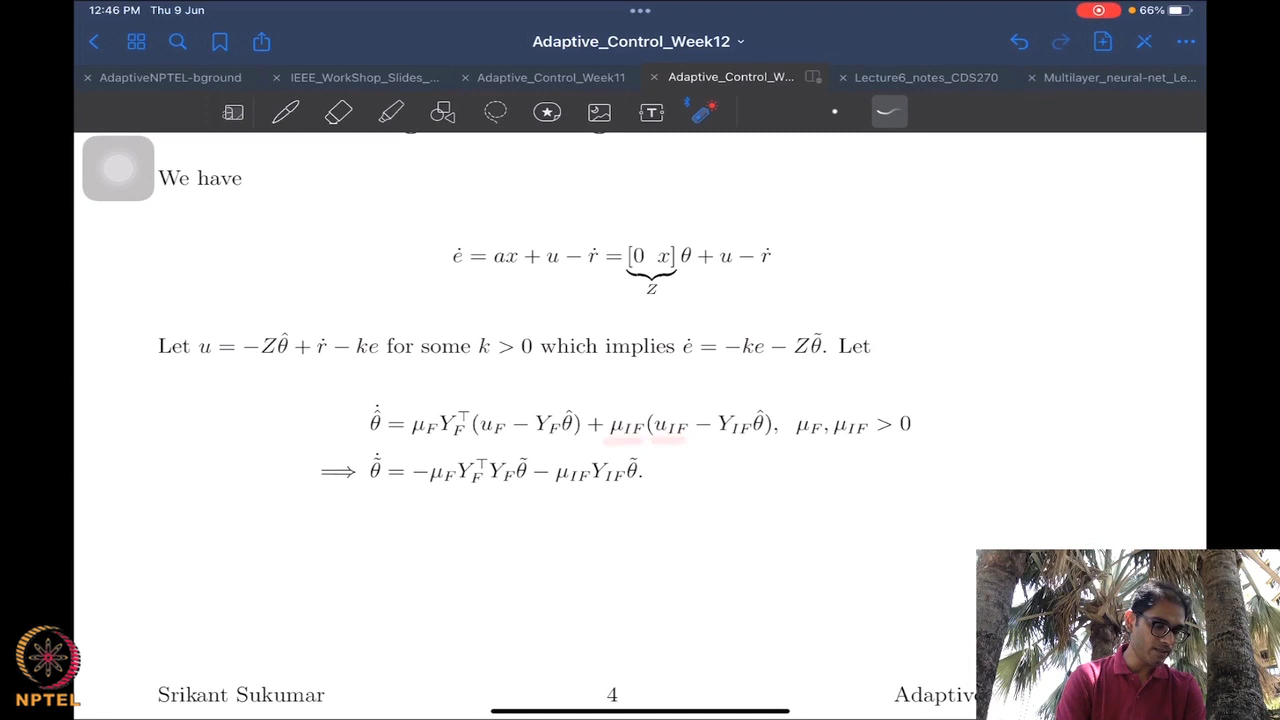 12:46 PM Thu 9 Jun
66%
Adaptive_Control_Week12
AdaptiveNPTEL-bground
IEEE_WorkShop_Slides_...
Adaptive_Control_Week11
Adaptive_Control_W...
Lecture6_notes_CDS270
Multilayer_neural-net_Le...
We have
ė = ax + u − ṙ = [0 x] θ + u − ṙ
Z
Let u = −Zθ̂ + ṙ − ke for some k > 0 which implies ė = −ke − Zθ̃. Let
θ̂̇ = μ_F Y_F^⊤(u_F − Y_F θ̂) + μ_IF(u_IF − Y_IF θ̂), μ_F, μ_IF > 0
⟹ θ̃̇ = −μ_F Y_F^⊤ Y_F θ̃ − μ_IF Y_IF θ̃.
Srikant Sukumar
4
Adaptive
NPTEL